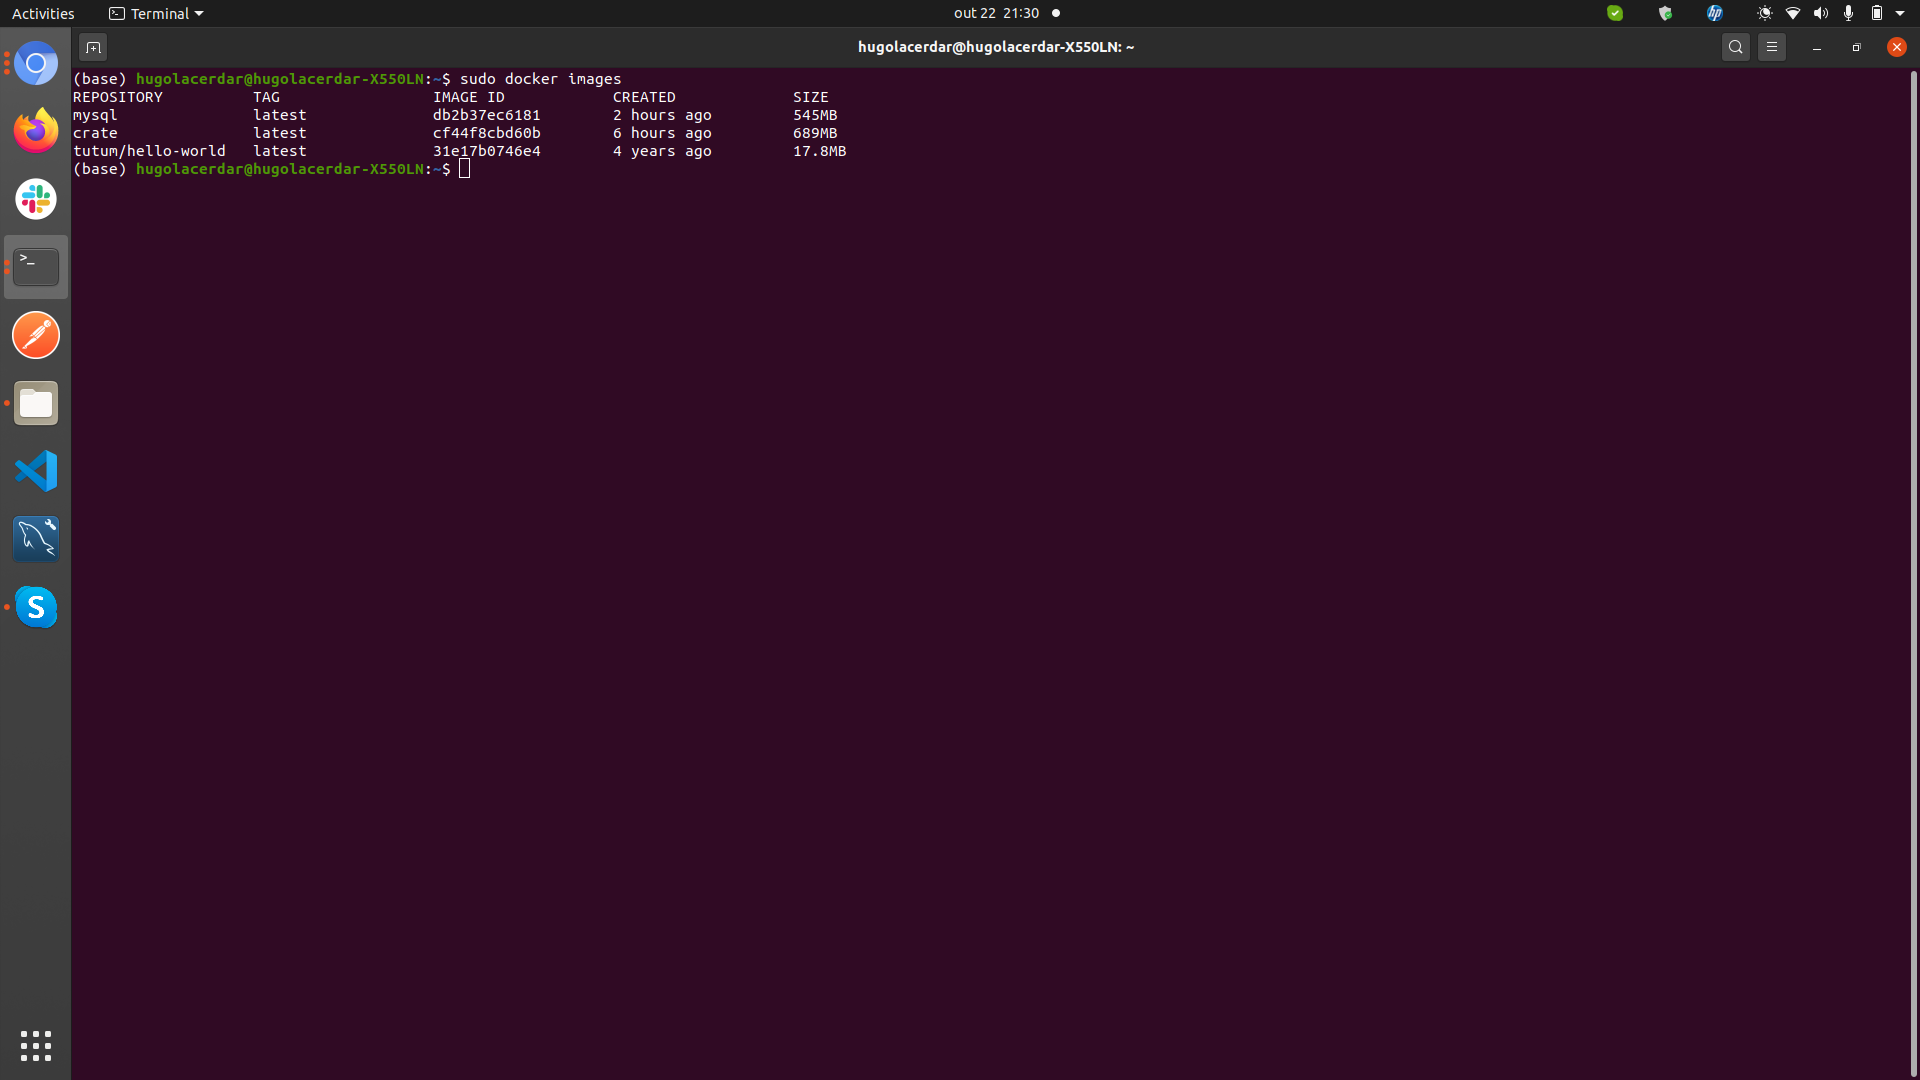 Activities Terminal out 22 21:30
hugolacerdar@hugolacerdar-X550LN: ~
(base) hugolacerdar@hugolacerdar-X550LN:~$ sudo docker images
REPOSITORY TAG IMAGE ID CREATED SIZE
mysql latest db2b37ec6181 2 hours ago 545MB
crate latest cf44f8cbd60b 6 hours ago 689MB
tutum/hello-world latest 31e17b0746e4 4 years ago 17.8MB
(base) hugolacerdar@hugolacerdar-X550LN:~$